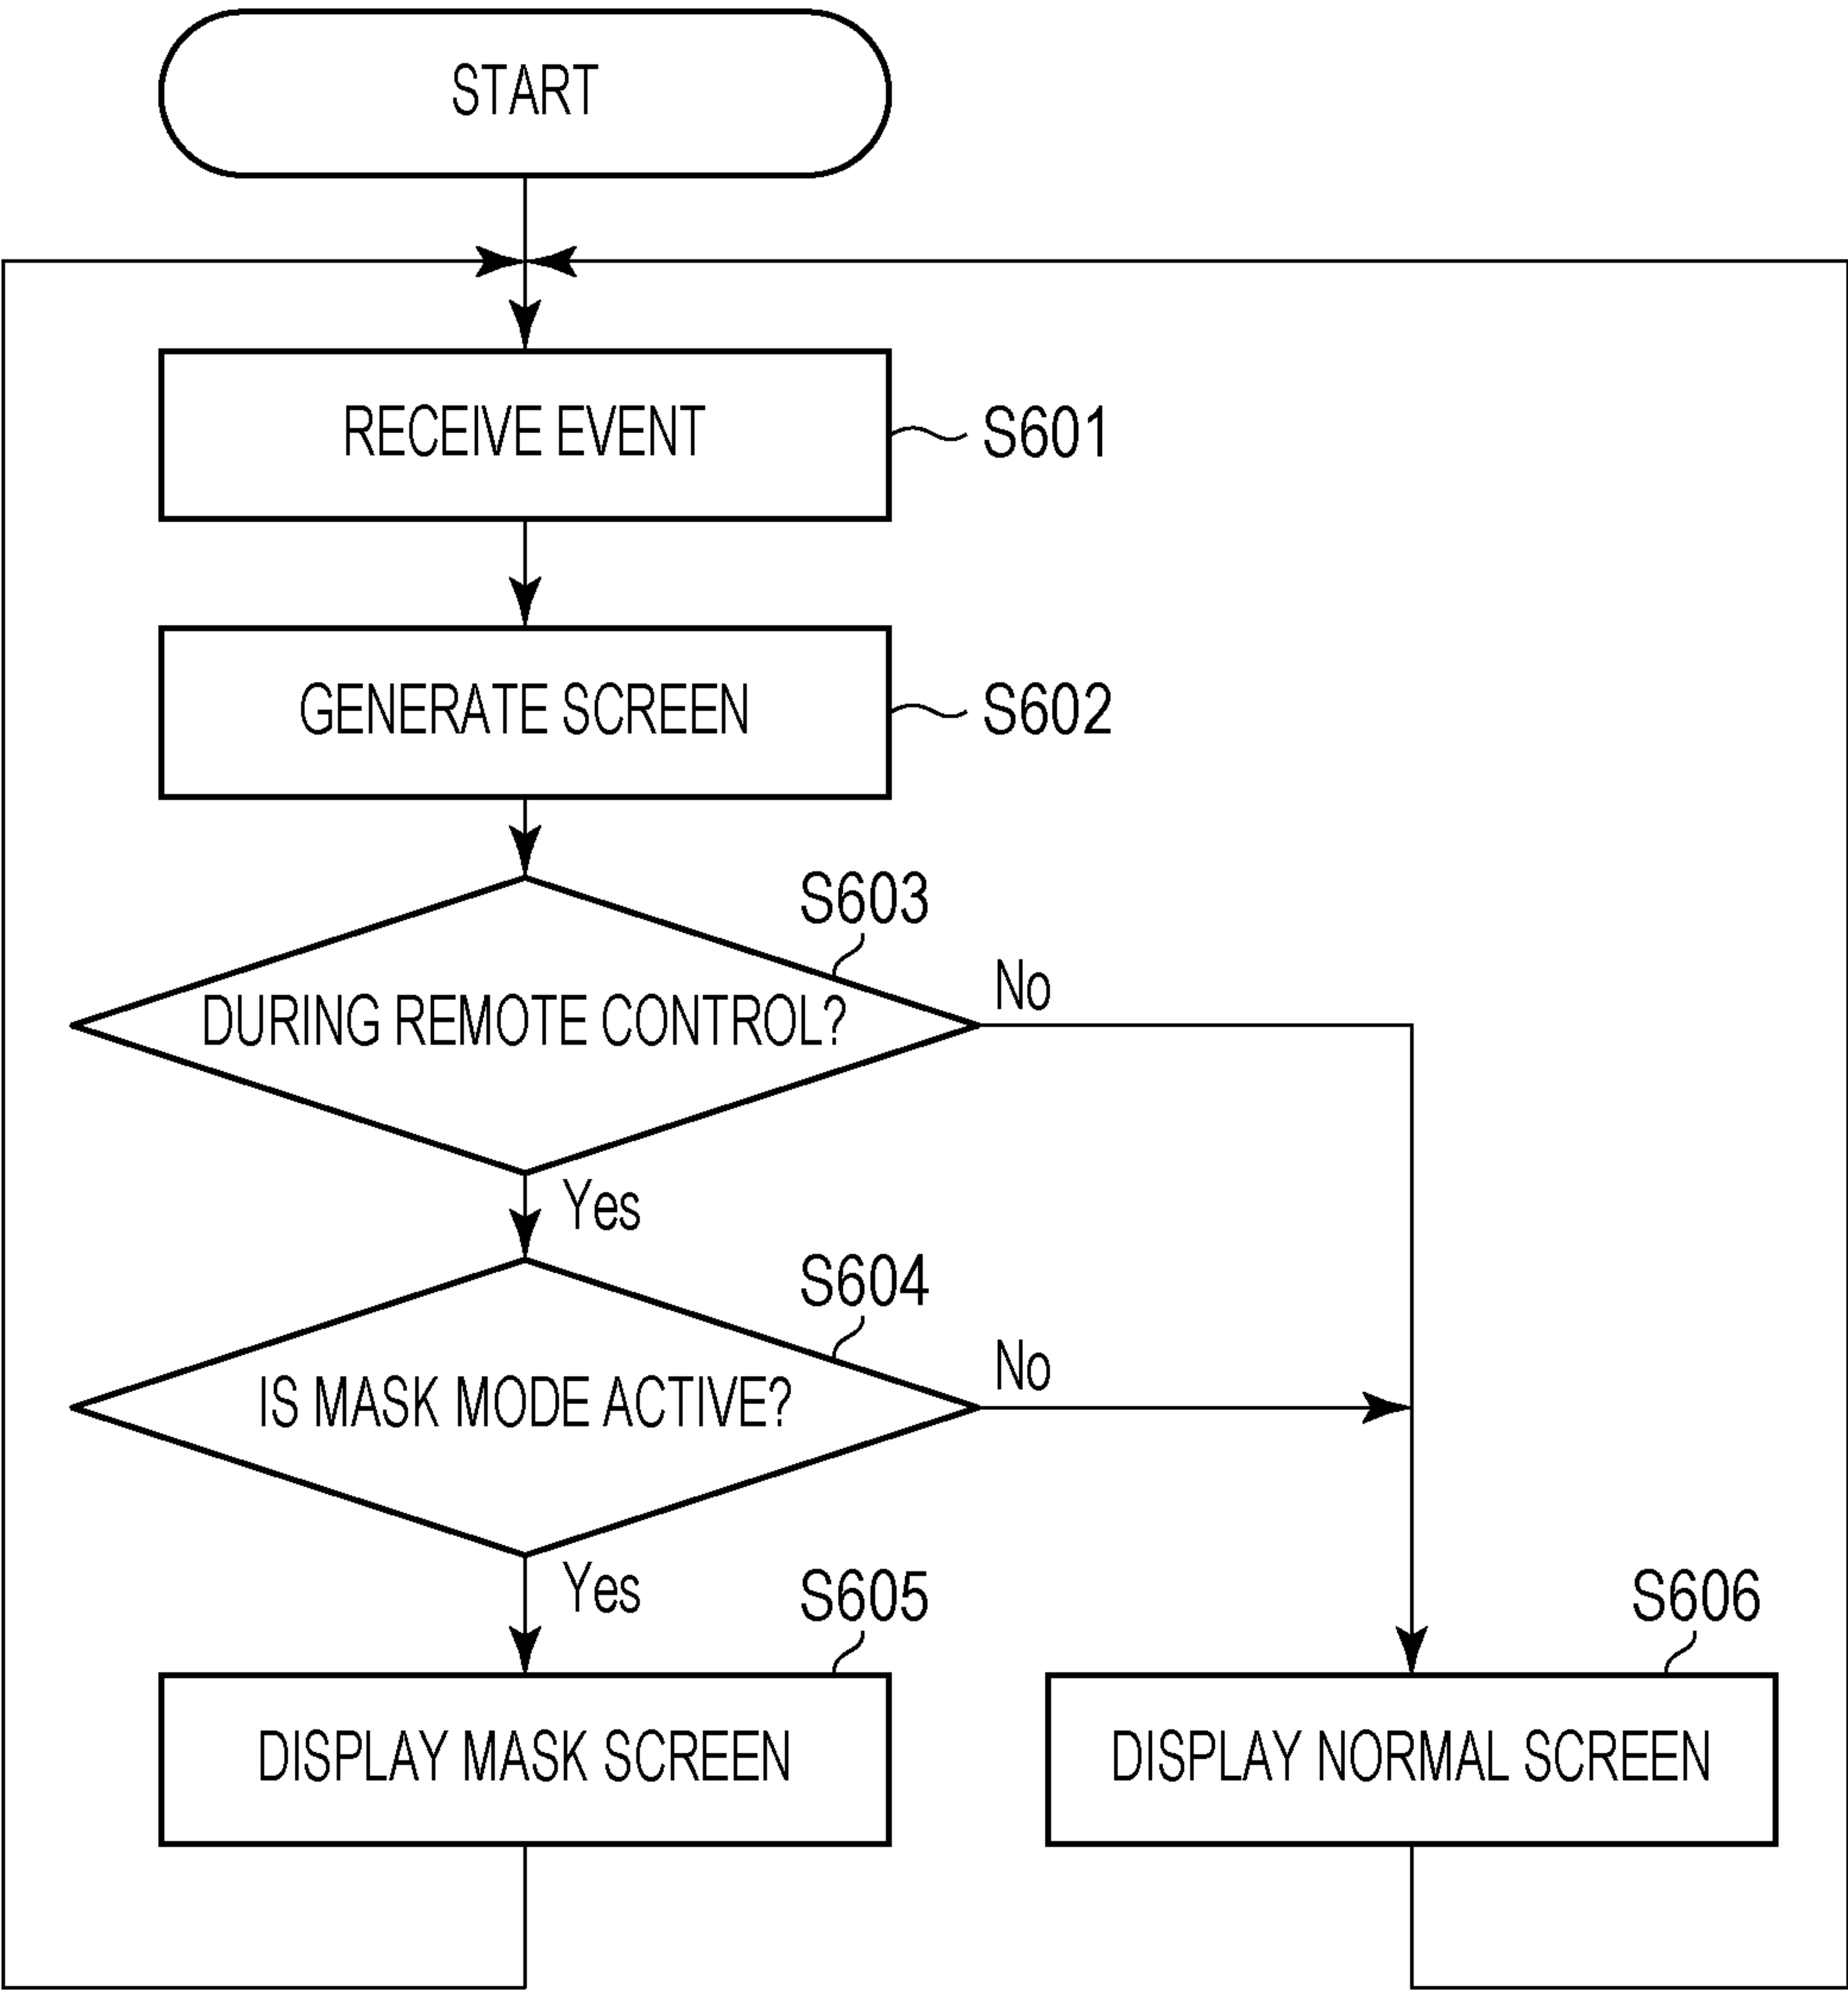 START
RECEIVE EVENT
S601
GENERATE SCREEN
S602
S603
DURING REMOTE CONTROL?
No
Yes
S604
IS MASK MODE ACTIVE?
No
Yes
S605
DISPLAY MASK SCREEN
S606
DISPLAY NORMAL SCREEN